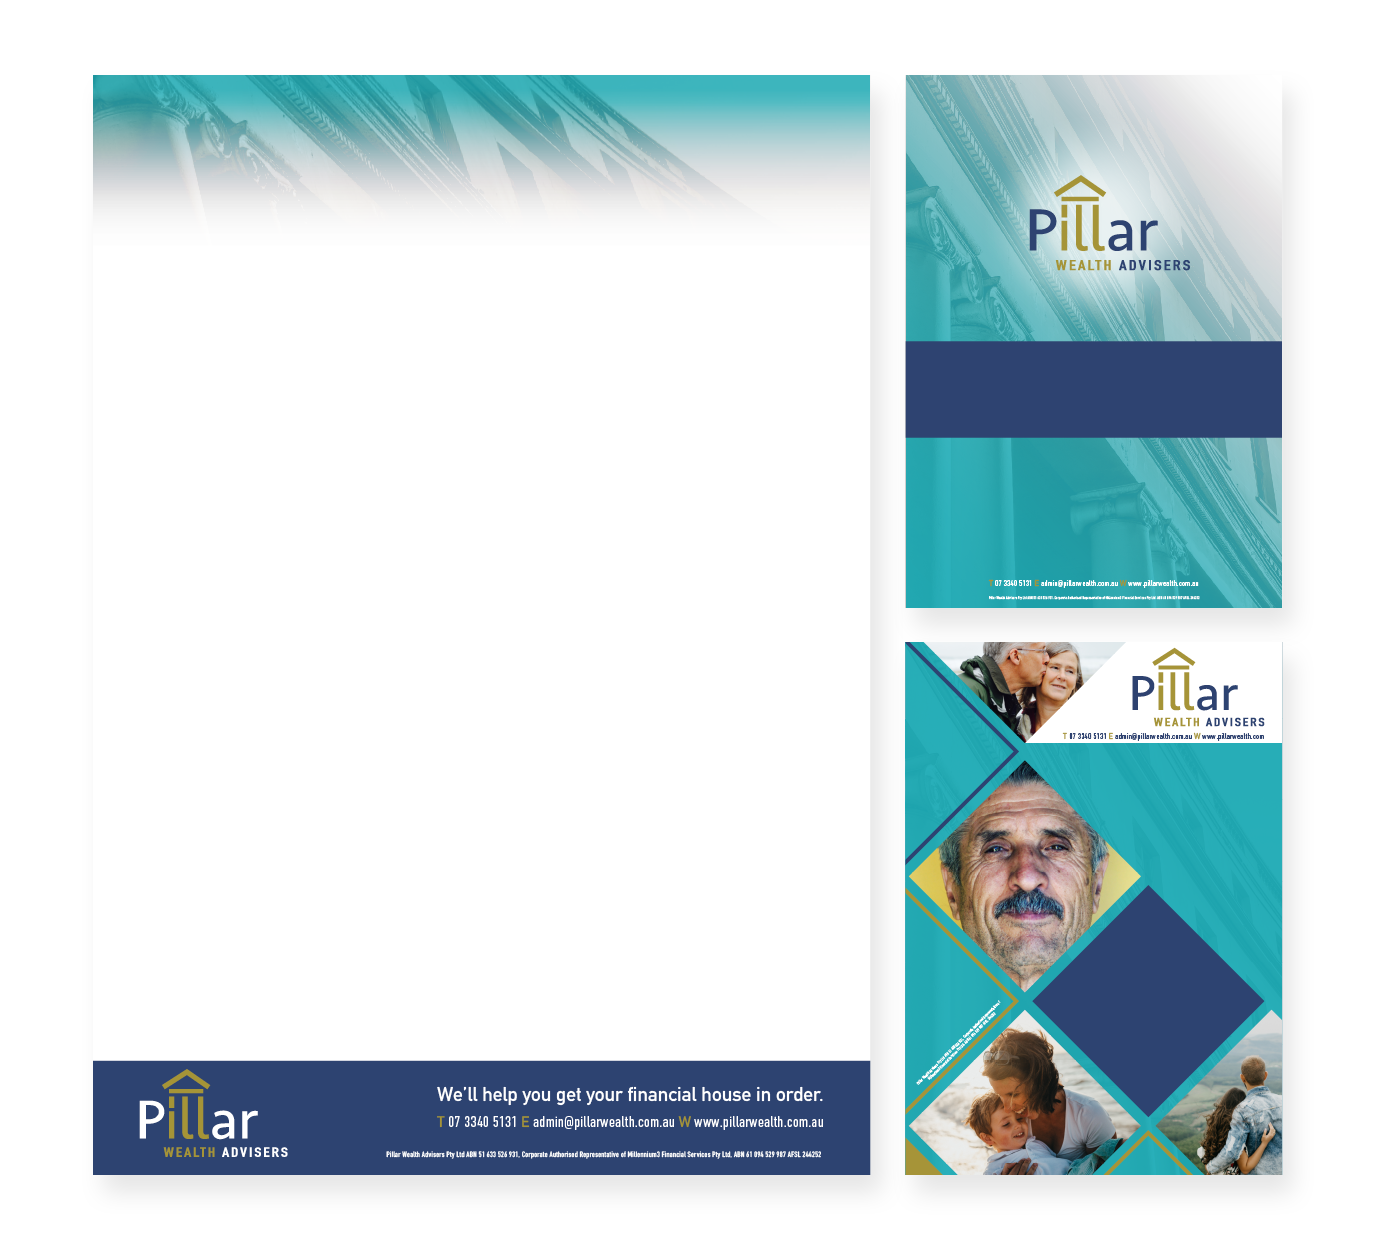 Pillar
WEALTH ADVISERS
We'll help you get your financial house in order.
T 07 3340 5131 E admin@pillarwealth.com.au W www.pillarwealth.com.au
Pillar Wealth Advisers Pty Ltd ABN 51 633 526 931, Corporate Authorised Representative of Millennium3 Financial Services Pty Ltd, ABN 61 094 529 987 AFSL 244252
Pillar
WEALTH ADVISERS
T 07 3340 5131 E admin@pillarwealth.com.au W www.pillarwealth.com.au
Pillar
WEALTH ADVISERS
T 07 3340 5131 E admin@pillarwealth.com.au W www.pillarwealth.com